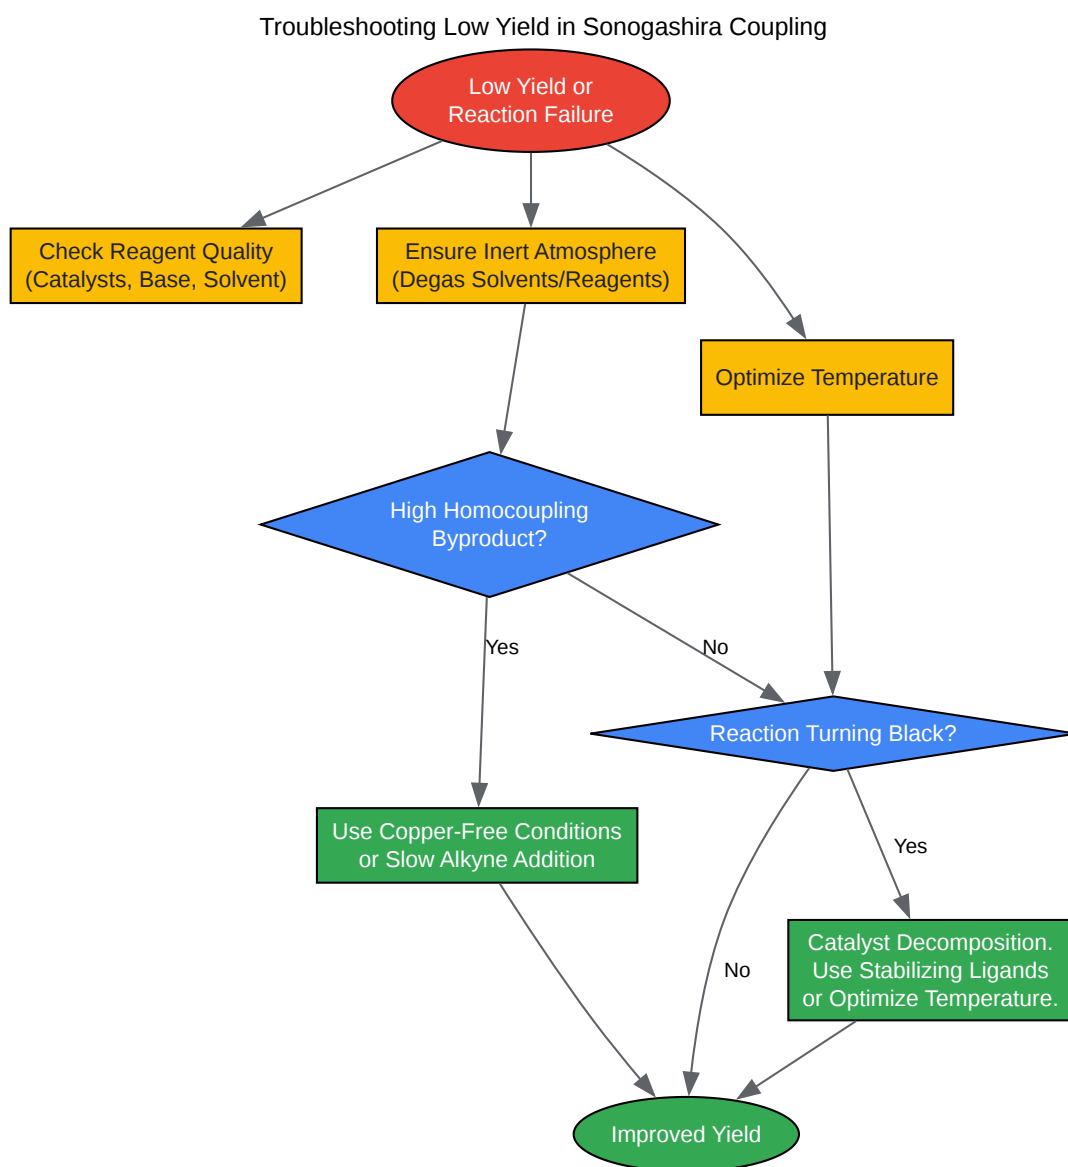 Troubleshooting Low Yield in Sonogashira Coupling
Low Yield or
Reaction Failure
Check Reagent Quality
(Catalysts, Base, Solvent)
Ensure Inert Atmosphere
(Degas Solvents/Reagents)
Optimize Temperature
High Homocoupling
Byproduct?
Yes
No
Reaction Turning Black?
Use Copper-Free Conditions
or Slow Alkyne Addition
Yes
Catalyst Decomposition.
Use Stabilizing Ligands
or Optimize Temperature.
No
Improved Yield